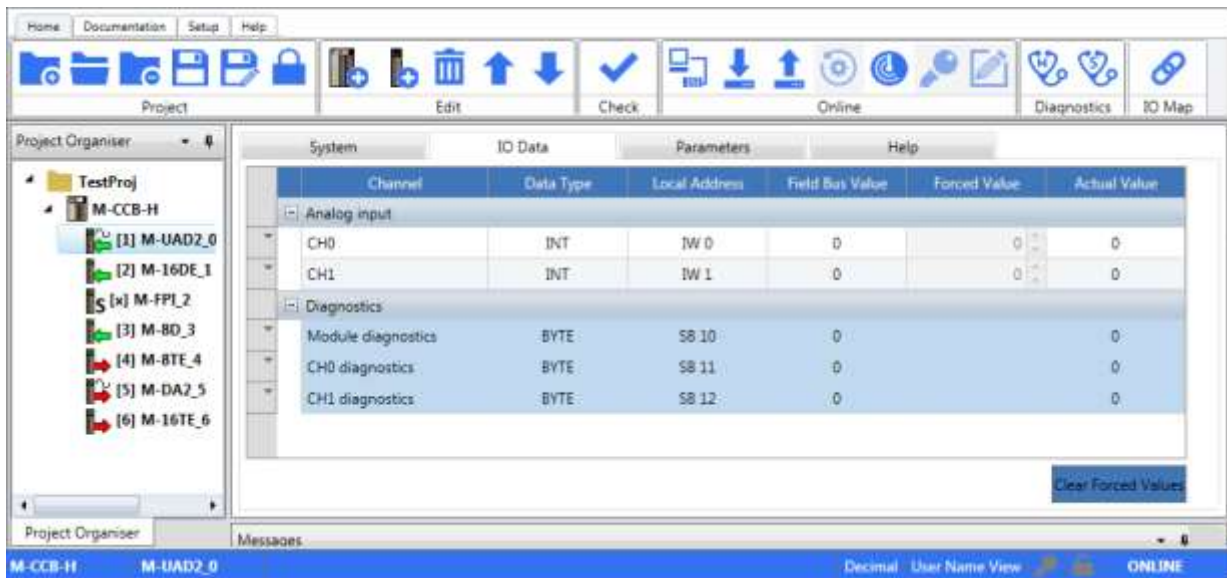 Home Documentation Setup Help
Project Edit Check Online Diagnostics IO Map
Project Organiser
TestProj
M-CCB-H
[1] M-UAD2_0
[2] M-16DE_1
[x] M-FPI_2
[3] M-8D_3
[4] M-8TE_4
[5] M-DA2_5
[6] M-16TE_6
Project Organiser
System IO Data Parameters Help
Channel Data Type Local Address Field Bus Value Forced Value Actual Value
Analog input
CH0 INT IW 0 0 0 0
CH1 INT IW 1 0 0 0
Diagnostics
Module diagnostics BYTE SB 10 0 0
CH0 diagnostics BYTE SB 11 0 0
CH1 diagnostics BYTE SB 12 0 0
Clear Forced Values
Messages
M-CCB-H M-UAD2_0 Decimal User Name View ONLINE